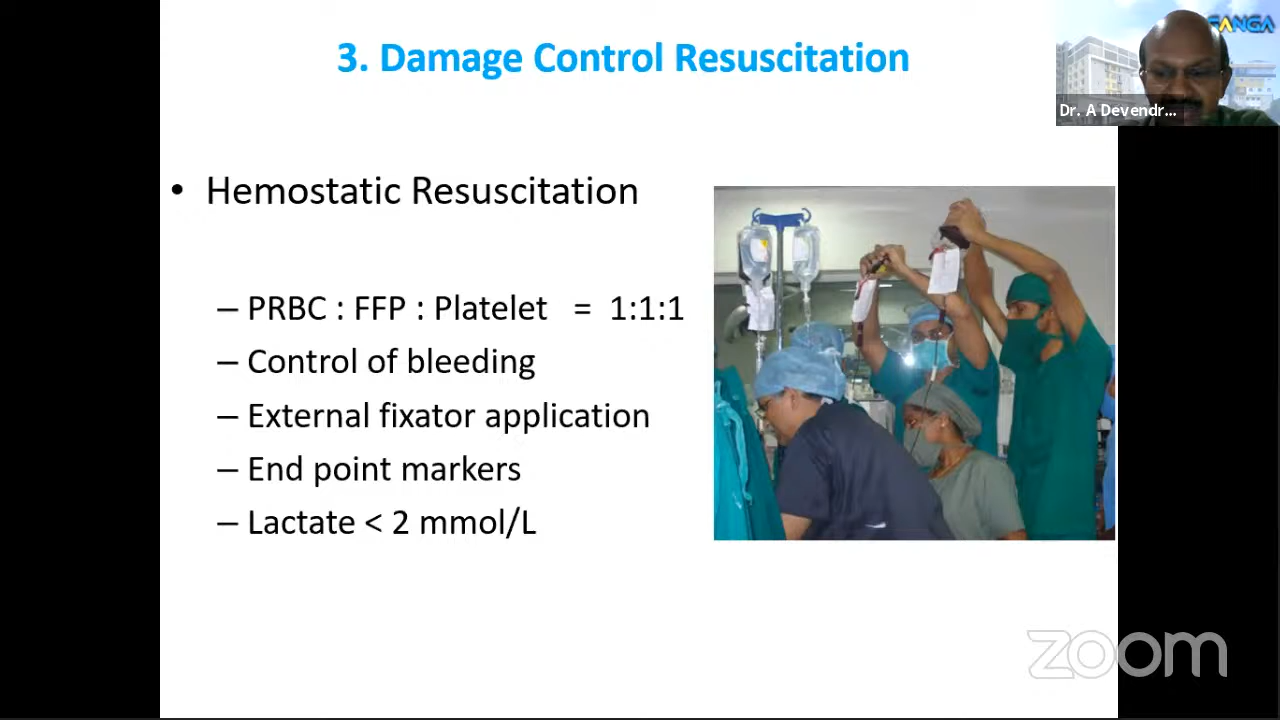 3. Damage Control Resuscitation
GANGA
Dr. A Devendr...
• Hemostatic Resuscitation
– PRBC : FFP : Platelet = 1:1:1
– Control of bleeding
– External fixator application
– End point markers
– Lactate < 2 mmol/L
zoom